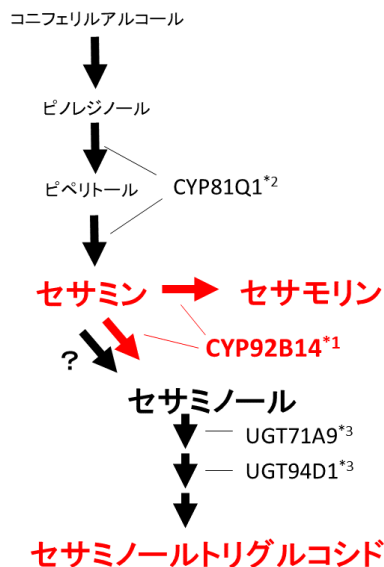 コニフェリルアルコール
ピノレジノール
CYP81Q1*2
ピペリトール
セサミン
セサモリン
CYP92B14*1
?
セサミノール
UGT71A9*3
UGT94D1*3
セサミノールトリグルコシド